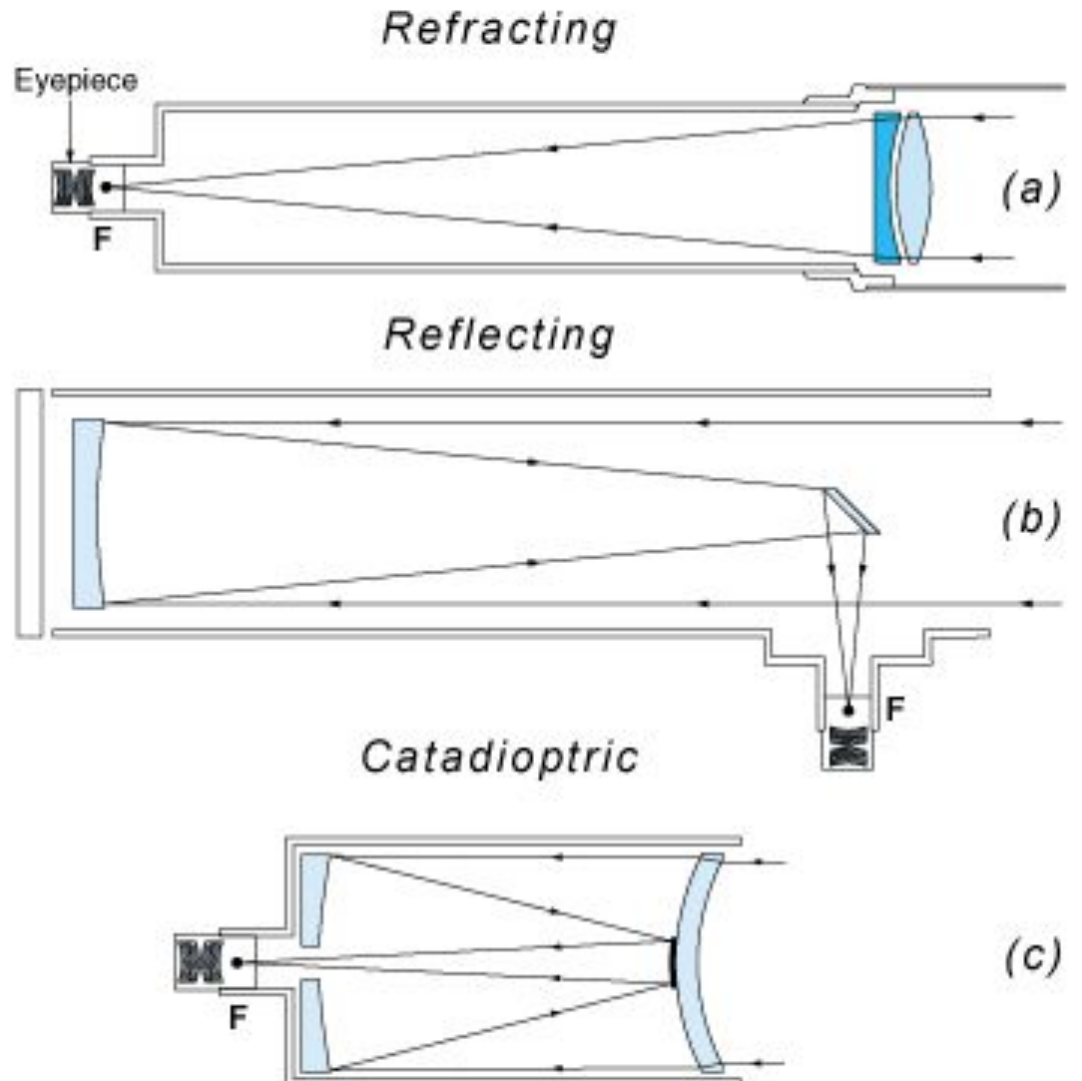 Refracting
Eyepiece
F
(a)
Reflecting
(b)
F
Catadioptric
(c)
F